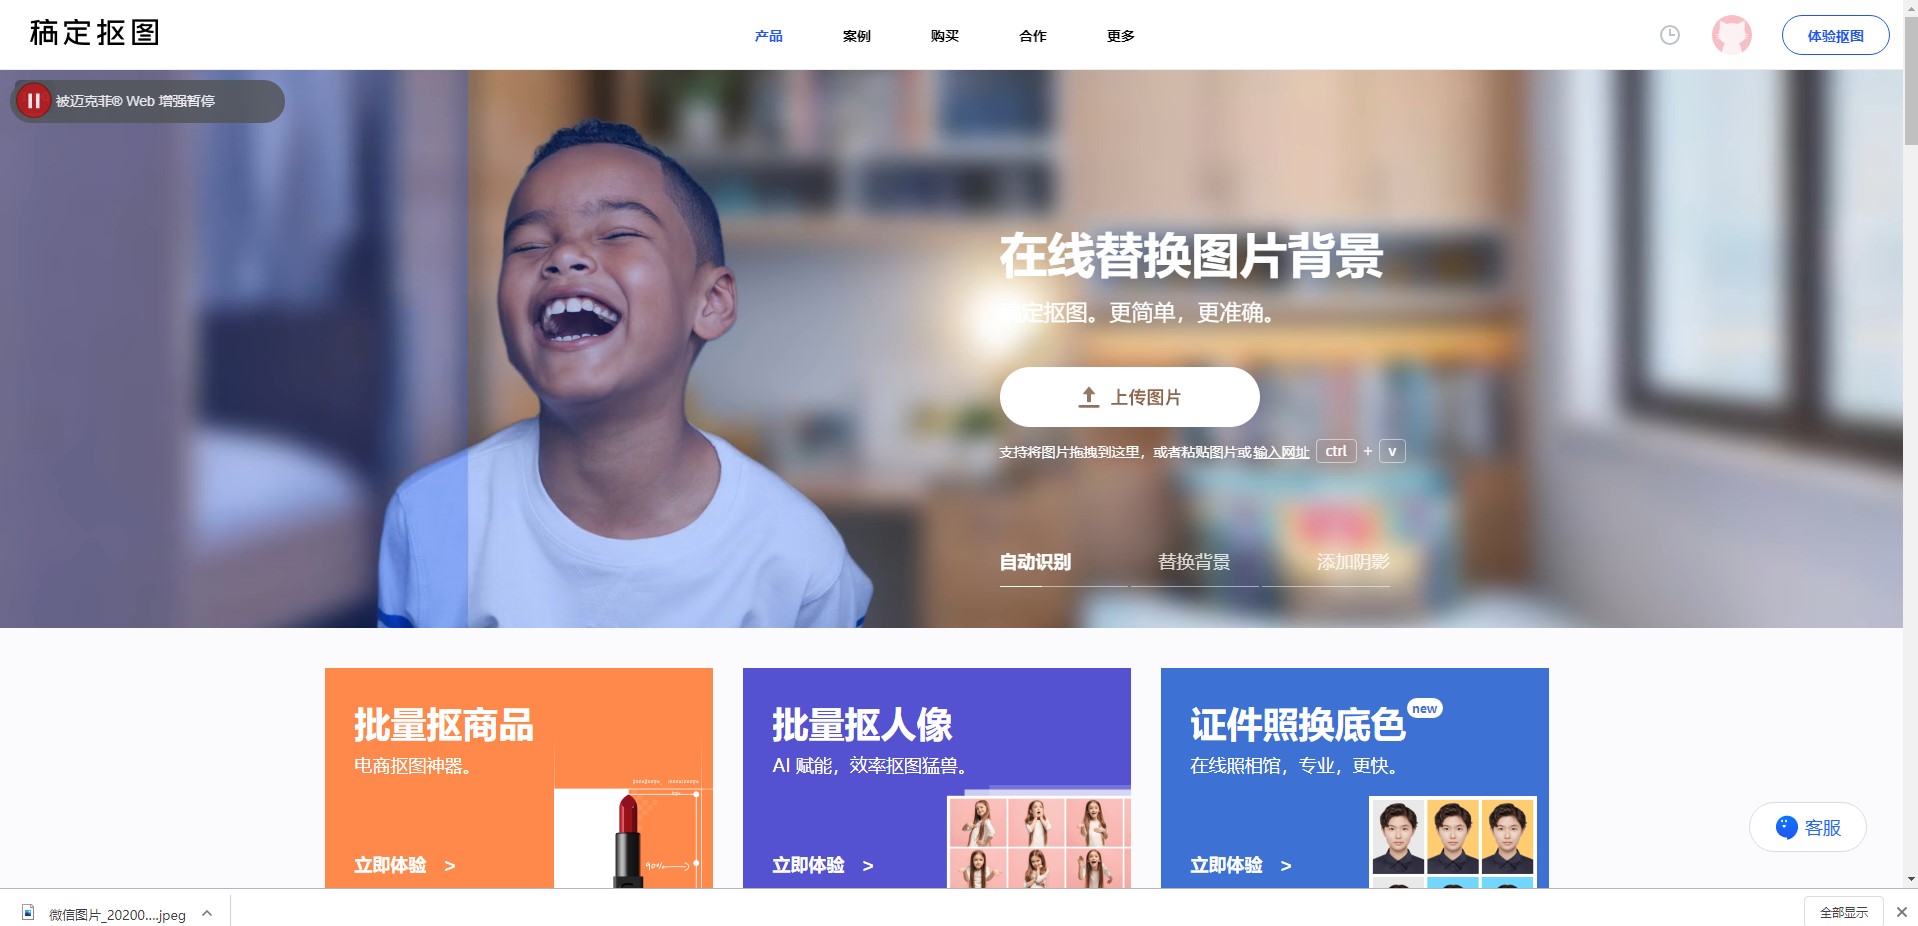 稿定抠图
产品
案例
购买
合作
更多
体验抠图
被迈克菲® Web 增强暂停
在线替换图片背景
稿定抠图。更简单，更准确。
上传图片
支持将图片拖拽到这里，或者粘贴图片或输入网址 ctrl + v
自动识别
替换背景
添加阴影
批量抠商品
电商抠图神器。
立即体验 >
90%
批量抠人像
AI 赋能，效率抠图猛兽。
立即体验 >
证件照换底色
new
在线照相馆，专业，更快。
立即体验 >
客服
微信图片_20200....jpeg
全部显示